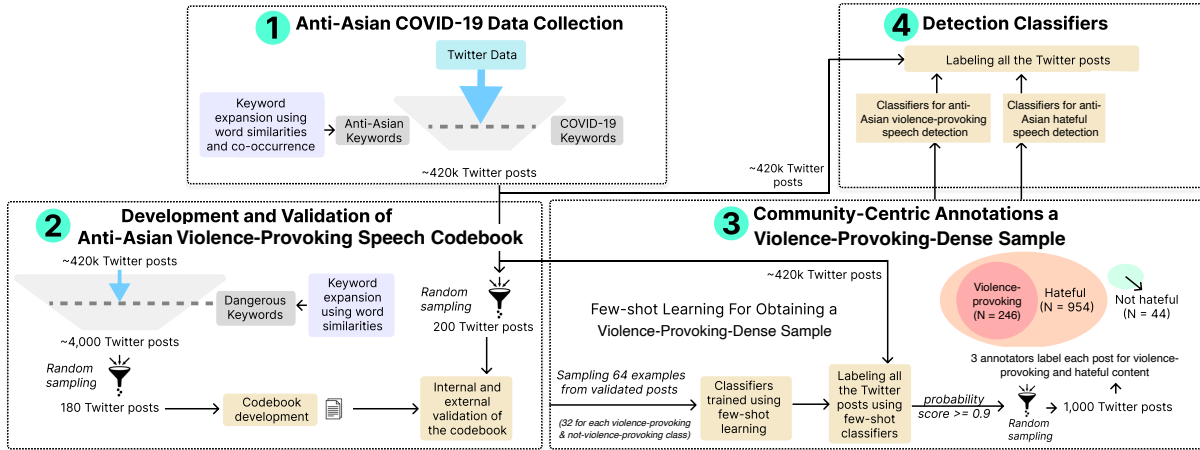 1 Anti-Asian COVID-19 Data Collection
Twitter Data
Keyword
expansion using
word similarities
and co-occurrence
Anti-Asian
Keywords
COVID-19
Keywords
~420k Twitter posts
2 Development and Validation of
Anti-Asian Violence-Provoking Speech Codebook
~420k Twitter posts
Dangerous
Keywords
Keyword
expansion
using word
similarities
~4,000 Twitter posts
Random
sampling
180 Twitter posts
Codebook
development
Random
sampling
200 Twitter posts
Internal and
external
validation of
the codebook
3 Community-Centric Annotations a
Violence-Provoking-Dense Sample
~420k Twitter posts
Few-shot Learning For Obtaining a
Violence-Provoking-Dense Sample
Sampling 64 examples
from validated posts
(32 for each violence-provoking
& not-violence-provoking class)
Classifiers
trained using
few-shot
learning
Labeling all
the Twitter
posts using
few-shot
classifiers
probability
score >= 0.9
Random
sampling
1,000 Twitter posts
3 annotators label each post for violence-
provoking and hateful content
Violence-
provoking
(N = 246)
Hateful
(N = 954)
Not hateful
(N = 44)
4 Detection Classifiers
~420k Twitter
posts
Labeling all the Twitter posts
Classifiers for anti-
Asian violence-provoking
speech detection
Classifiers for anti-
Asian hateful
speech detection